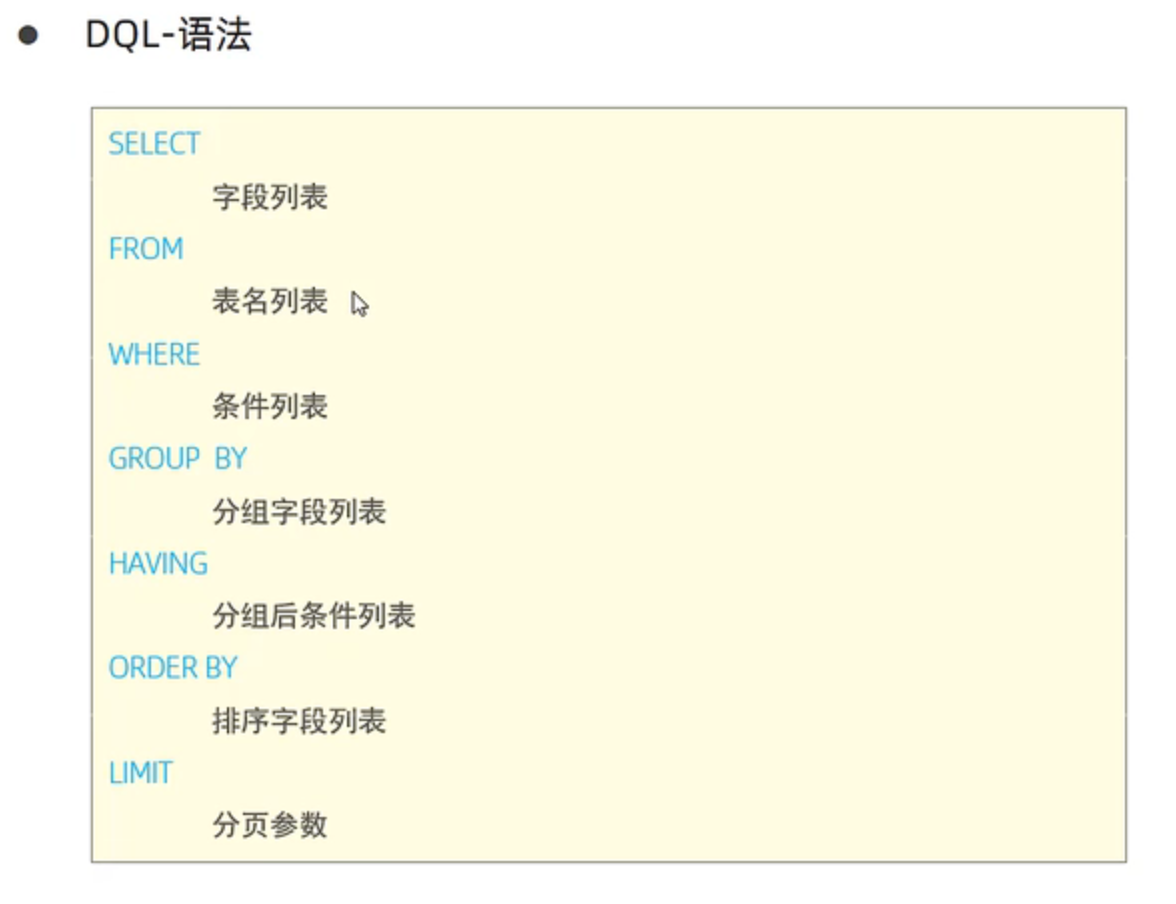 DQL-语法
SELECT
字段列表
FROM
表名列表
WHERE
条件列表
GROUP BY
分组字段列表
HAVING
分组后条件列表
ORDER BY
排序字段列表
LIMIT
分页参数